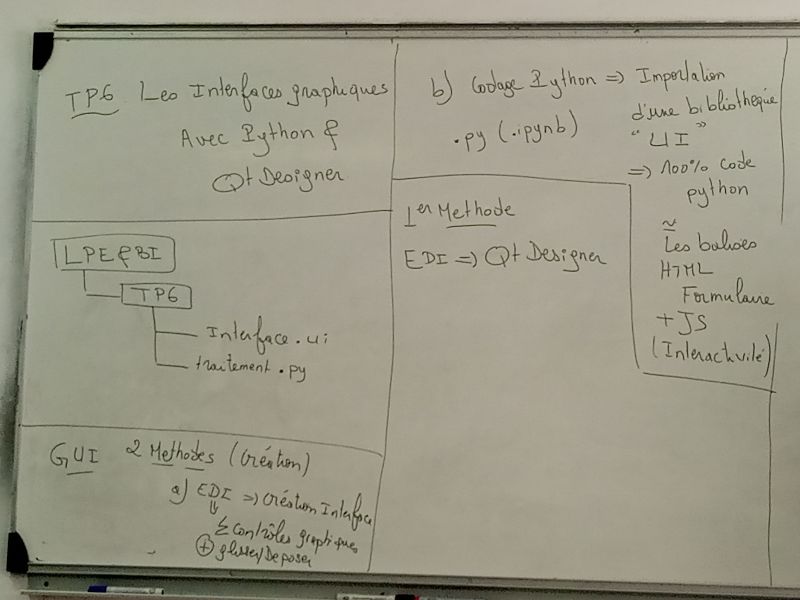 TP6 Les Interfaces graphiques
Avec Python &
Qt Designer
LPE&BI
TP6
Interface.ui
traitement.py
GUI 2 Methodes (Création)
a) EDI => Création Interface
⇓
Σ Contrôles graphiques
⊕ glisser/Deposer
b) Codage Python => Importation
d'une bibliothèque
.py (.ipynb) "UI"
=> 100% code
python
≈
Les balises
HTML
Formulaire
+ JS
(Interactivité)
1er Methode
EDI => Qt Designer